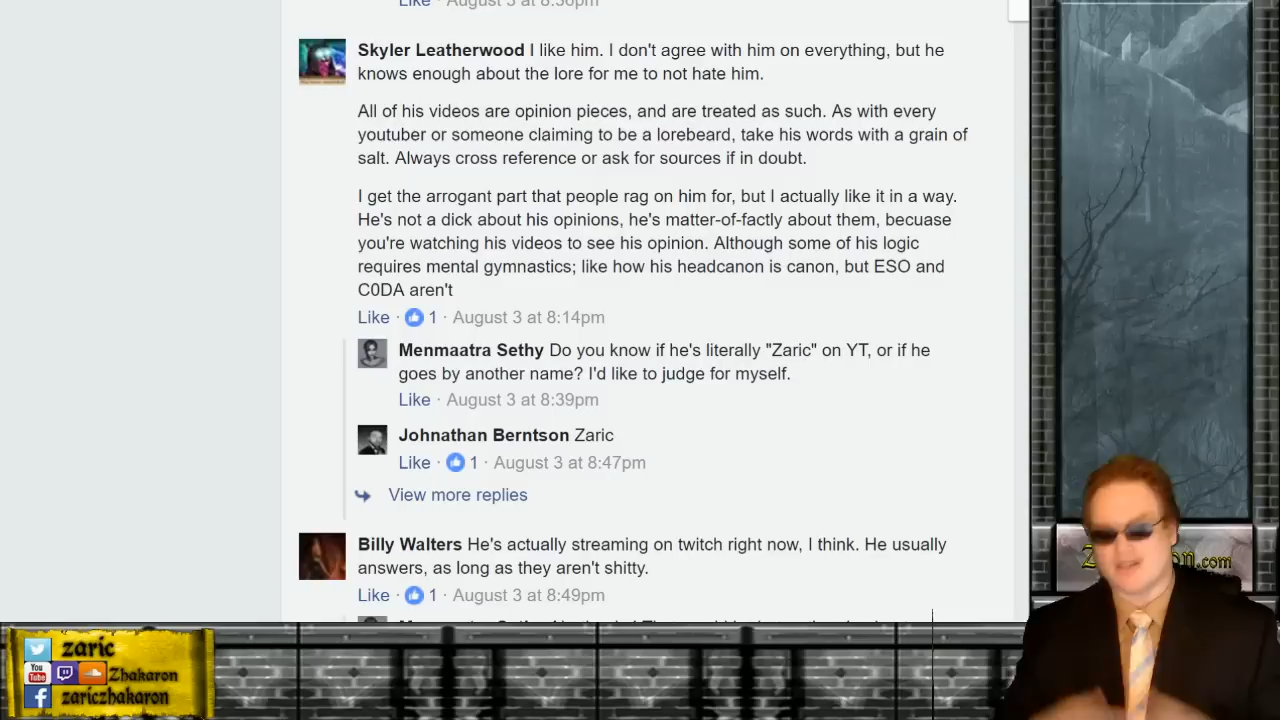 Like · August 3 at 8:36pm
Skyler Leatherwood I like him. I don't agree with him on everything, but he
knows enough about the lore for me to not hate him.
All of his videos are opinion pieces, and are treated as such. As with every
youtuber or someone claiming to be a lorebeard, take his words with a grain of
salt. Always cross reference or ask for sources if in doubt.
I get the arrogant part that people rag on him for, but I actually like it in a way.
He's not a dick about his opinions, he's matter-of-factly about them, becuase
you're watching his videos to see his opinion. Although some of his logic
requires mental gymnastics; like how his headcanon is canon, but ESO and
C0DA aren't
Like · 1 · August 3 at 8:14pm
Menmaatra Sethy Do you know if he's literally "Zaric" on YT, or if he
goes by another name? I'd like to judge for myself.
Like · August 3 at 8:39pm
Johnathan Berntson Zaric
Like · 1 · August 3 at 8:47pm
View more replies
Billy Walters He's actually streaming on twitch right now, I think. He usually
answers, as long as they aren't shitty.
Like · 1 · August 3 at 8:49pm
.com
zaric
You Tube Zhakaron
zariczhakaron